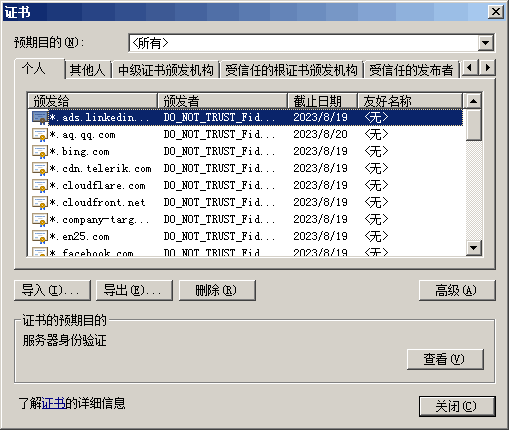 证书
预期目的(N): <所有>
个人 其他人 中级证书颁发机构 受信任的根证书颁发机构 受信任的发布者
颁发给 颁发者 截止日期 友好名称
*.ads.linkedin... DO_NOT_TRUST_Fid... 2023/8/19 <无>
*.aq.qq.com DO_NOT_TRUST_Fid... 2023/8/20 <无>
*.bing.com DO_NOT_TRUST_Fid... 2023/8/19 <无>
*.cdn.telerik.com DO_NOT_TRUST_Fid... 2023/8/19 <无>
*.cloudflare.com DO_NOT_TRUST_Fid... 2023/8/19 <无>
*.cloudfront.net DO_NOT_TRUST_Fid... 2023/8/19 <无>
*.company-targ... DO_NOT_TRUST_Fid... 2023/8/19 <无>
*.en25.com DO_NOT_TRUST_Fid... 2023/8/19 <无>
*.facebook.com DO_NOT_TRUST_Fid... 2023/8/19 <无>
导入(I)... 导出(E)... 删除(R) 高级(A)
证书的预期目的
服务器身份验证
查看(V)
了解证书的详细信息
关闭(C)